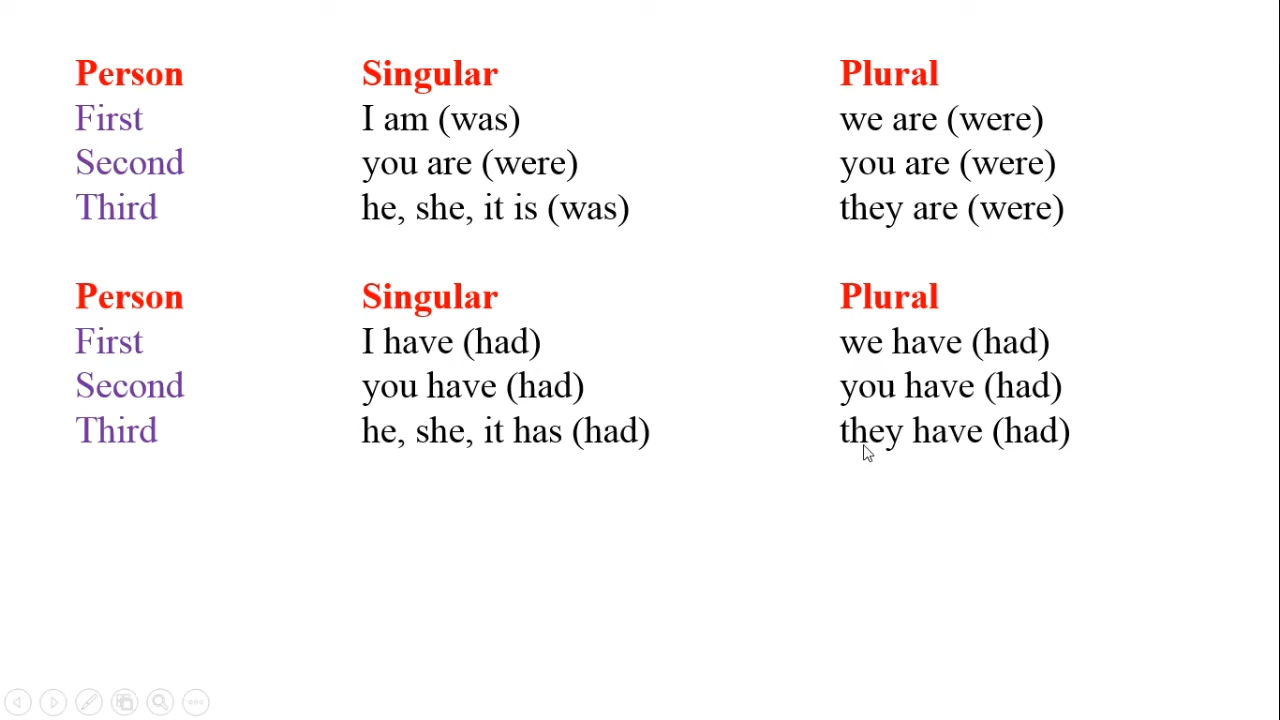 Person Singular Plural
First I am (was) we are (were)
Second you are (were) you are (were)
Third he, she, it is (was) they are (were)
Person Singular Plural
First I have (had) we have (had)
Second you have (had) you have (had)
Third he, she, it has (had) they have (had)